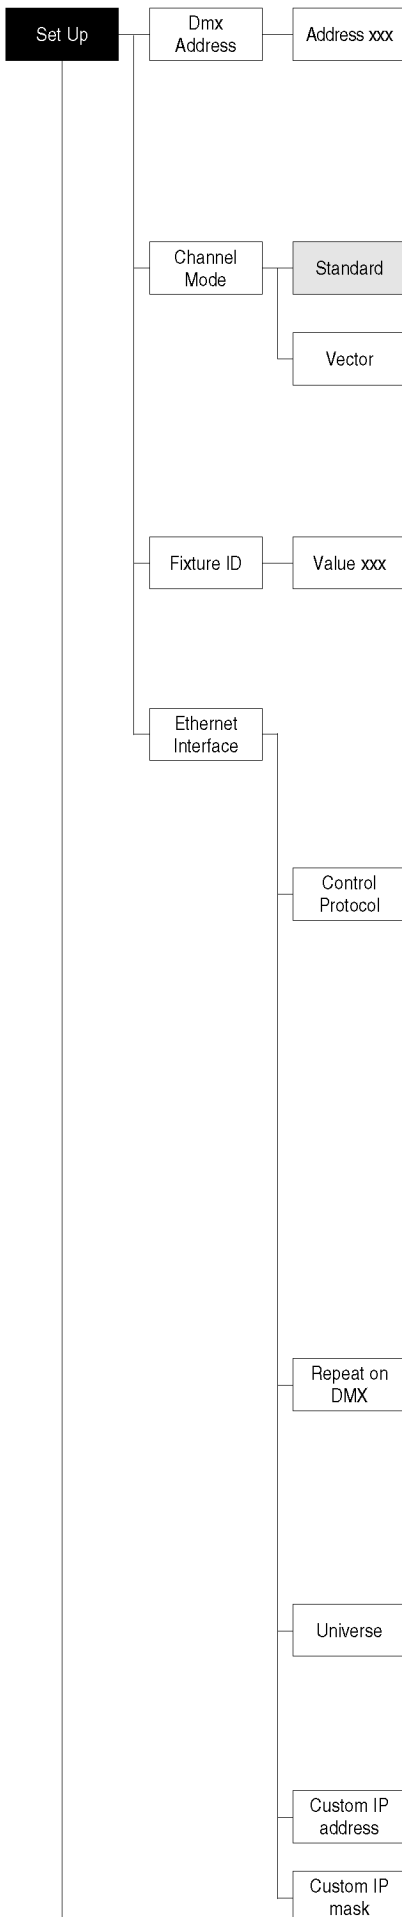 Set Up
Dmx
Address
Address xxx
Channel
Mode
Standard
Vector
Fixture ID
Value xxx
Ethernet
Interface
Control
Protocol
Repeat on
DMX
Universe
Custom IP
address
Custom IP
mask